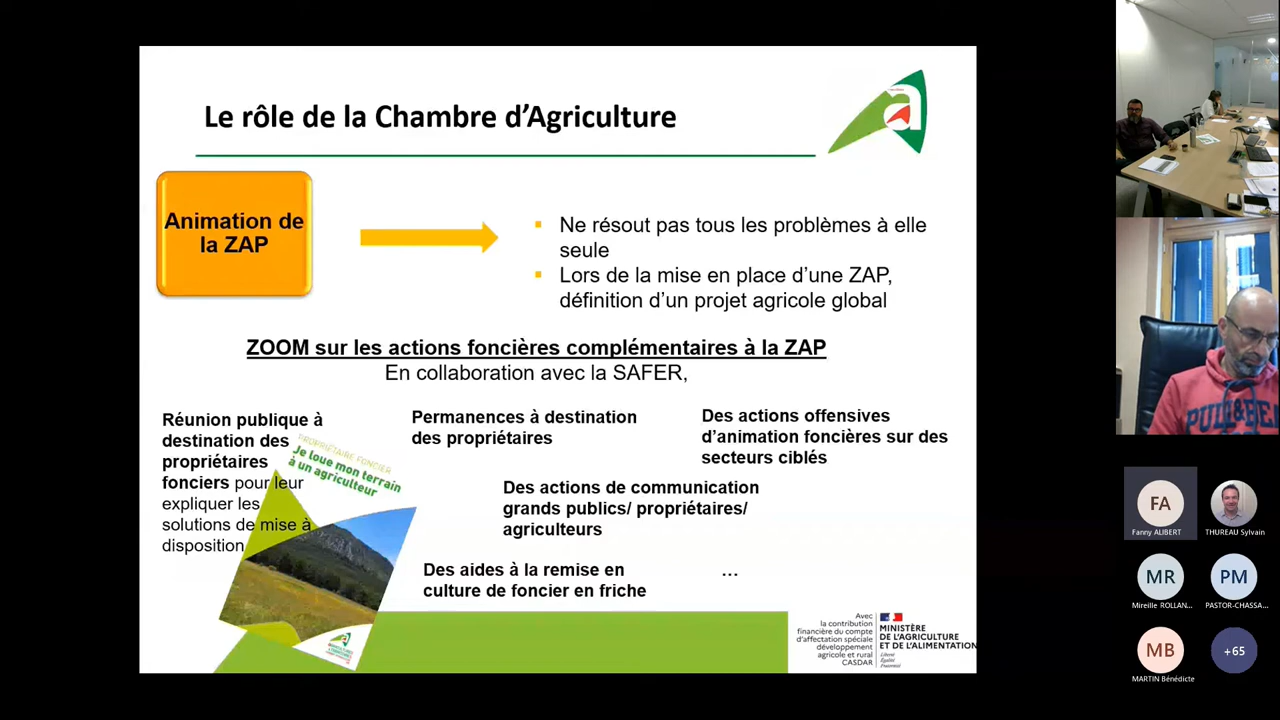 Le rôle de la Chambre d'Agriculture
Animation de
la ZAP
Ne résout pas tous les problèmes à elle
seule
Lors de la mise en place d'une ZAP,
définition d'un projet agricole global
ZOOM sur les actions foncières complémentaires à la ZAP
En collaboration avec la SAFER,
Réunion publique à
destination des
propriétaires
fonciers pour leur
expliquer les
solutions de mise à
disposition
PROPRIÉTAIRE FONCIER
Je loue mon terrain
à un agriculteur
Permanences à destination
des propriétaires
Des actions offensives
d'animation foncières sur des
secteurs ciblés
Des actions de communication
grands publics/ propriétaires/
agriculteurs
Des aides à la remise en
culture de foncier en friche
...
Avec
la contribution
financière du compte
d'affectation spéciale
développement
agricole et rural
CASDAR
MINISTÈRE
DE L'AGRICULTURE
ET DE L'ALIMENTATION
Liberté
Égalité
Fraternité
FA
Fanny ALIBERT
THUREAU Sylvain
MR
Mireille ROLLAN...
PM
PASTOR-CHASSA...
MB
MARTIN Bénédicte
+65